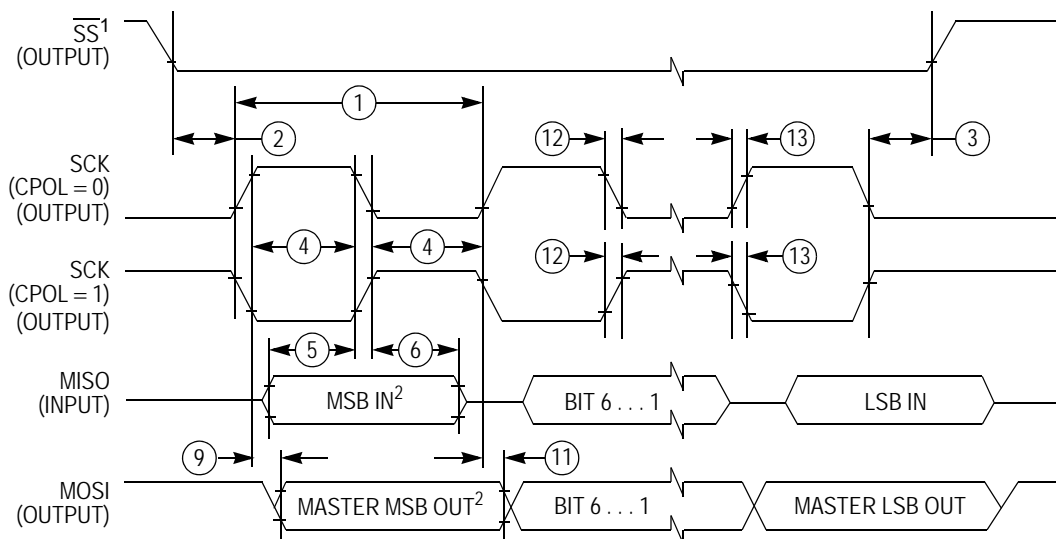 SS¹
(OUTPUT)
1
2
12
13
3
SCK
(CPOL = 0)
(OUTPUT)
4
4
SCK
(CPOL = 1)
(OUTPUT)
12
13
5
6
MISO
(INPUT)
MSB IN²
BIT 6 . . . 1
LSB IN
9
11
MOSI
(OUTPUT)
MASTER MSB OUT²
BIT 6 . . . 1
MASTER LSB OUT